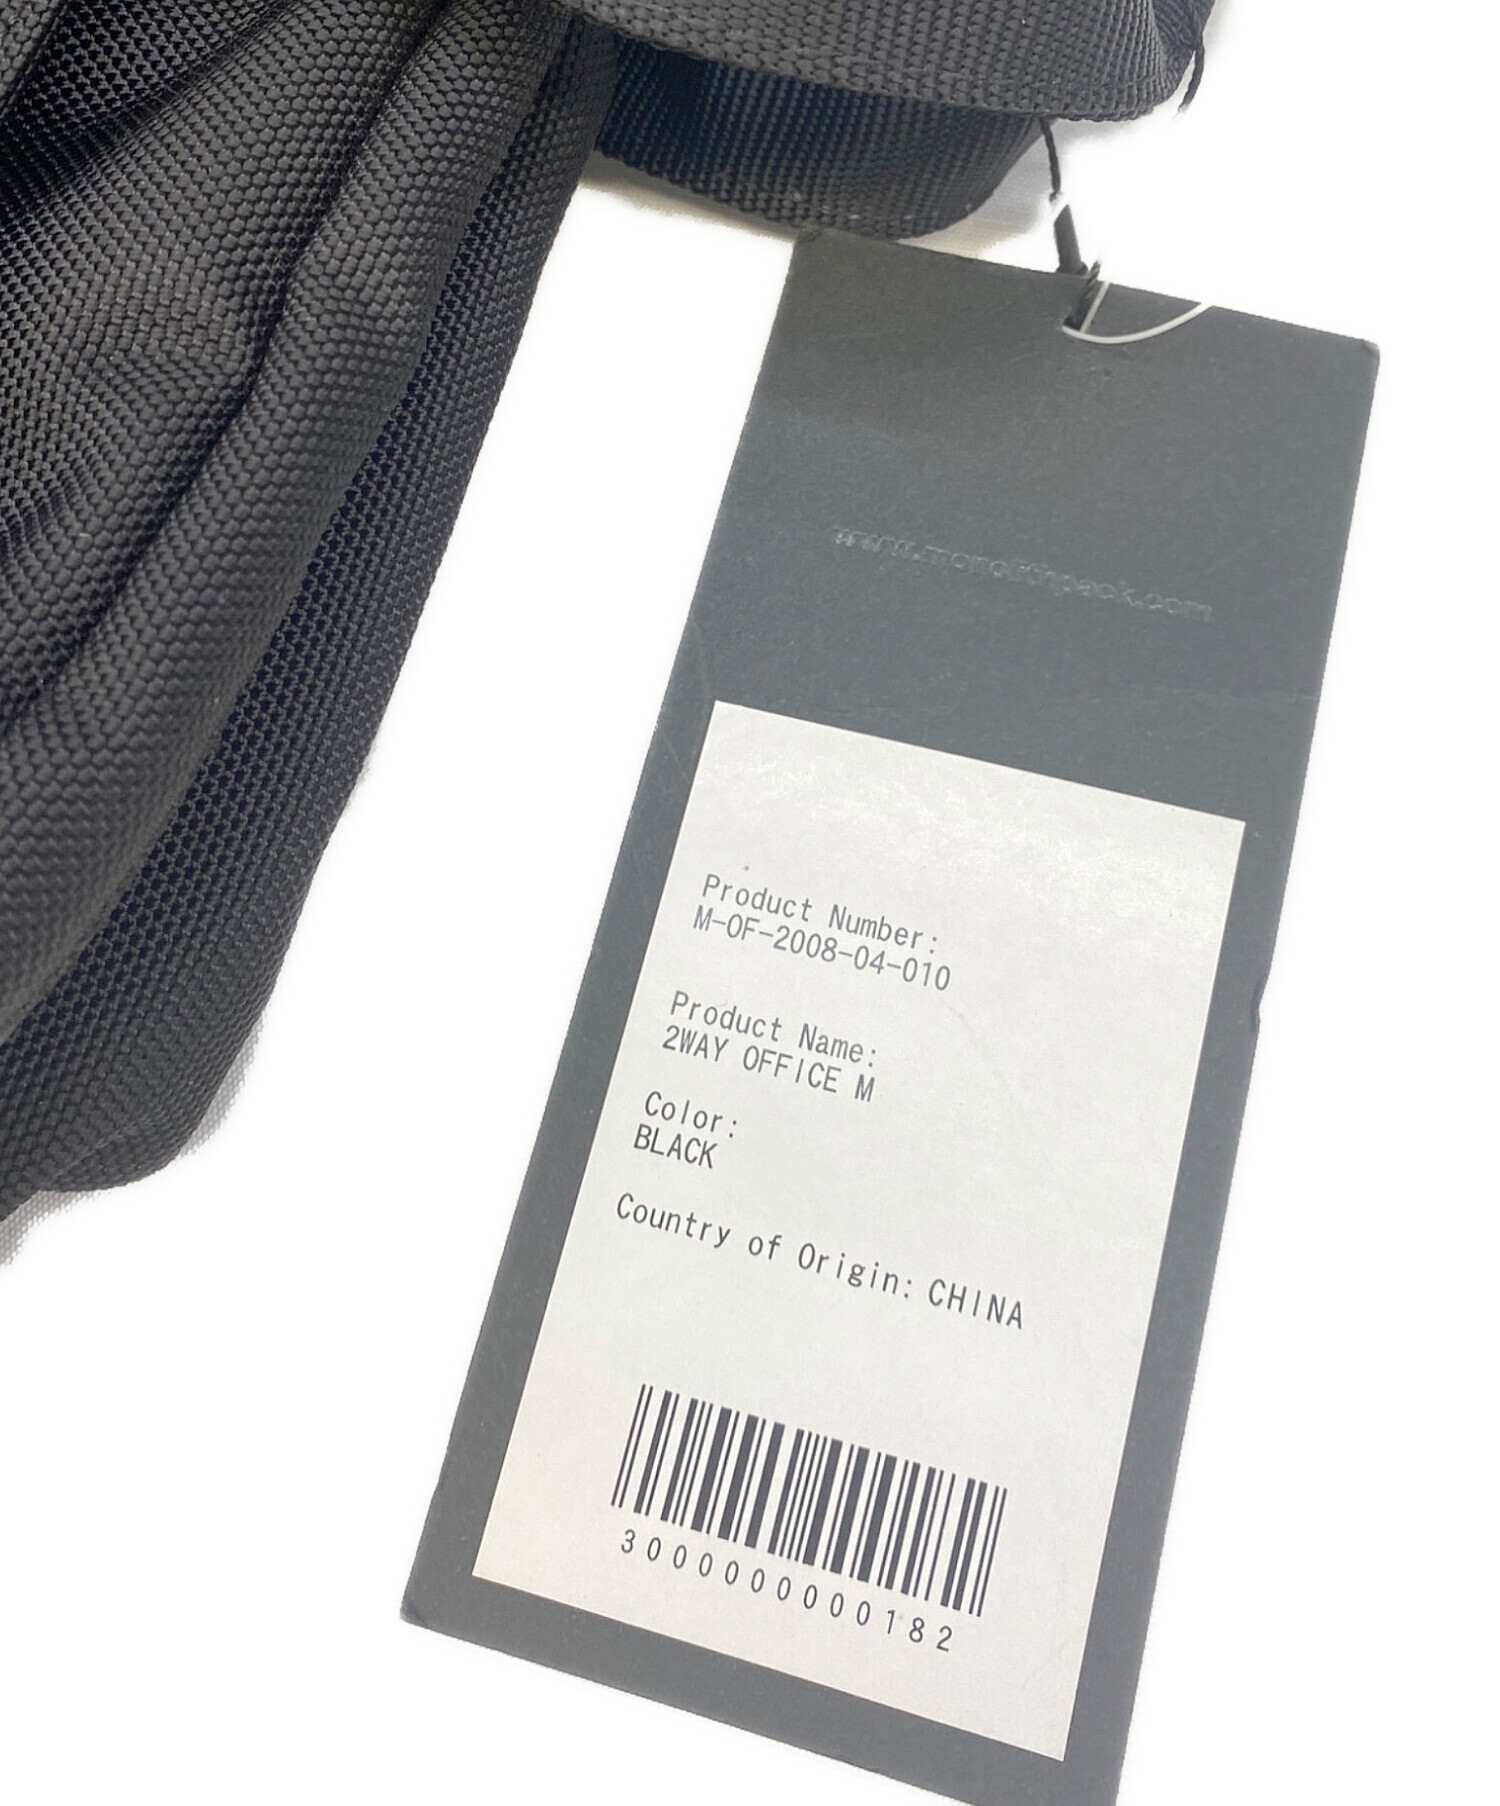 www.monolithpack.com
Product Number:
M-OF-2008-04-010
Product Name:
2WAY OFFICE M
Color:
BLACK
Country of Origin: CHINA
3000000000182